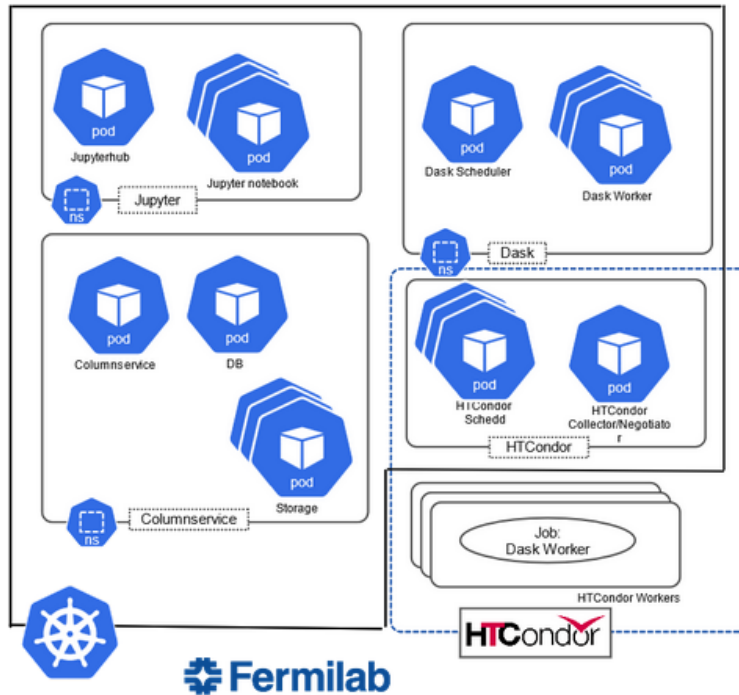 pod
Jupyterhub
pod
Jupyter notebook
ns
Jupyter
pod
Dask Scheduler
pod
Dask Worker
ns
Dask
pod
Columnservice
pod
DB
pod
Storage
ns
Columnservice
pod
HTCondor
Schedd
pod
HTCondor
Collector/Negotiato
r
HTCondor
Job:
Dask Worker
HTCondor Workers
HTCondor
Fermilab